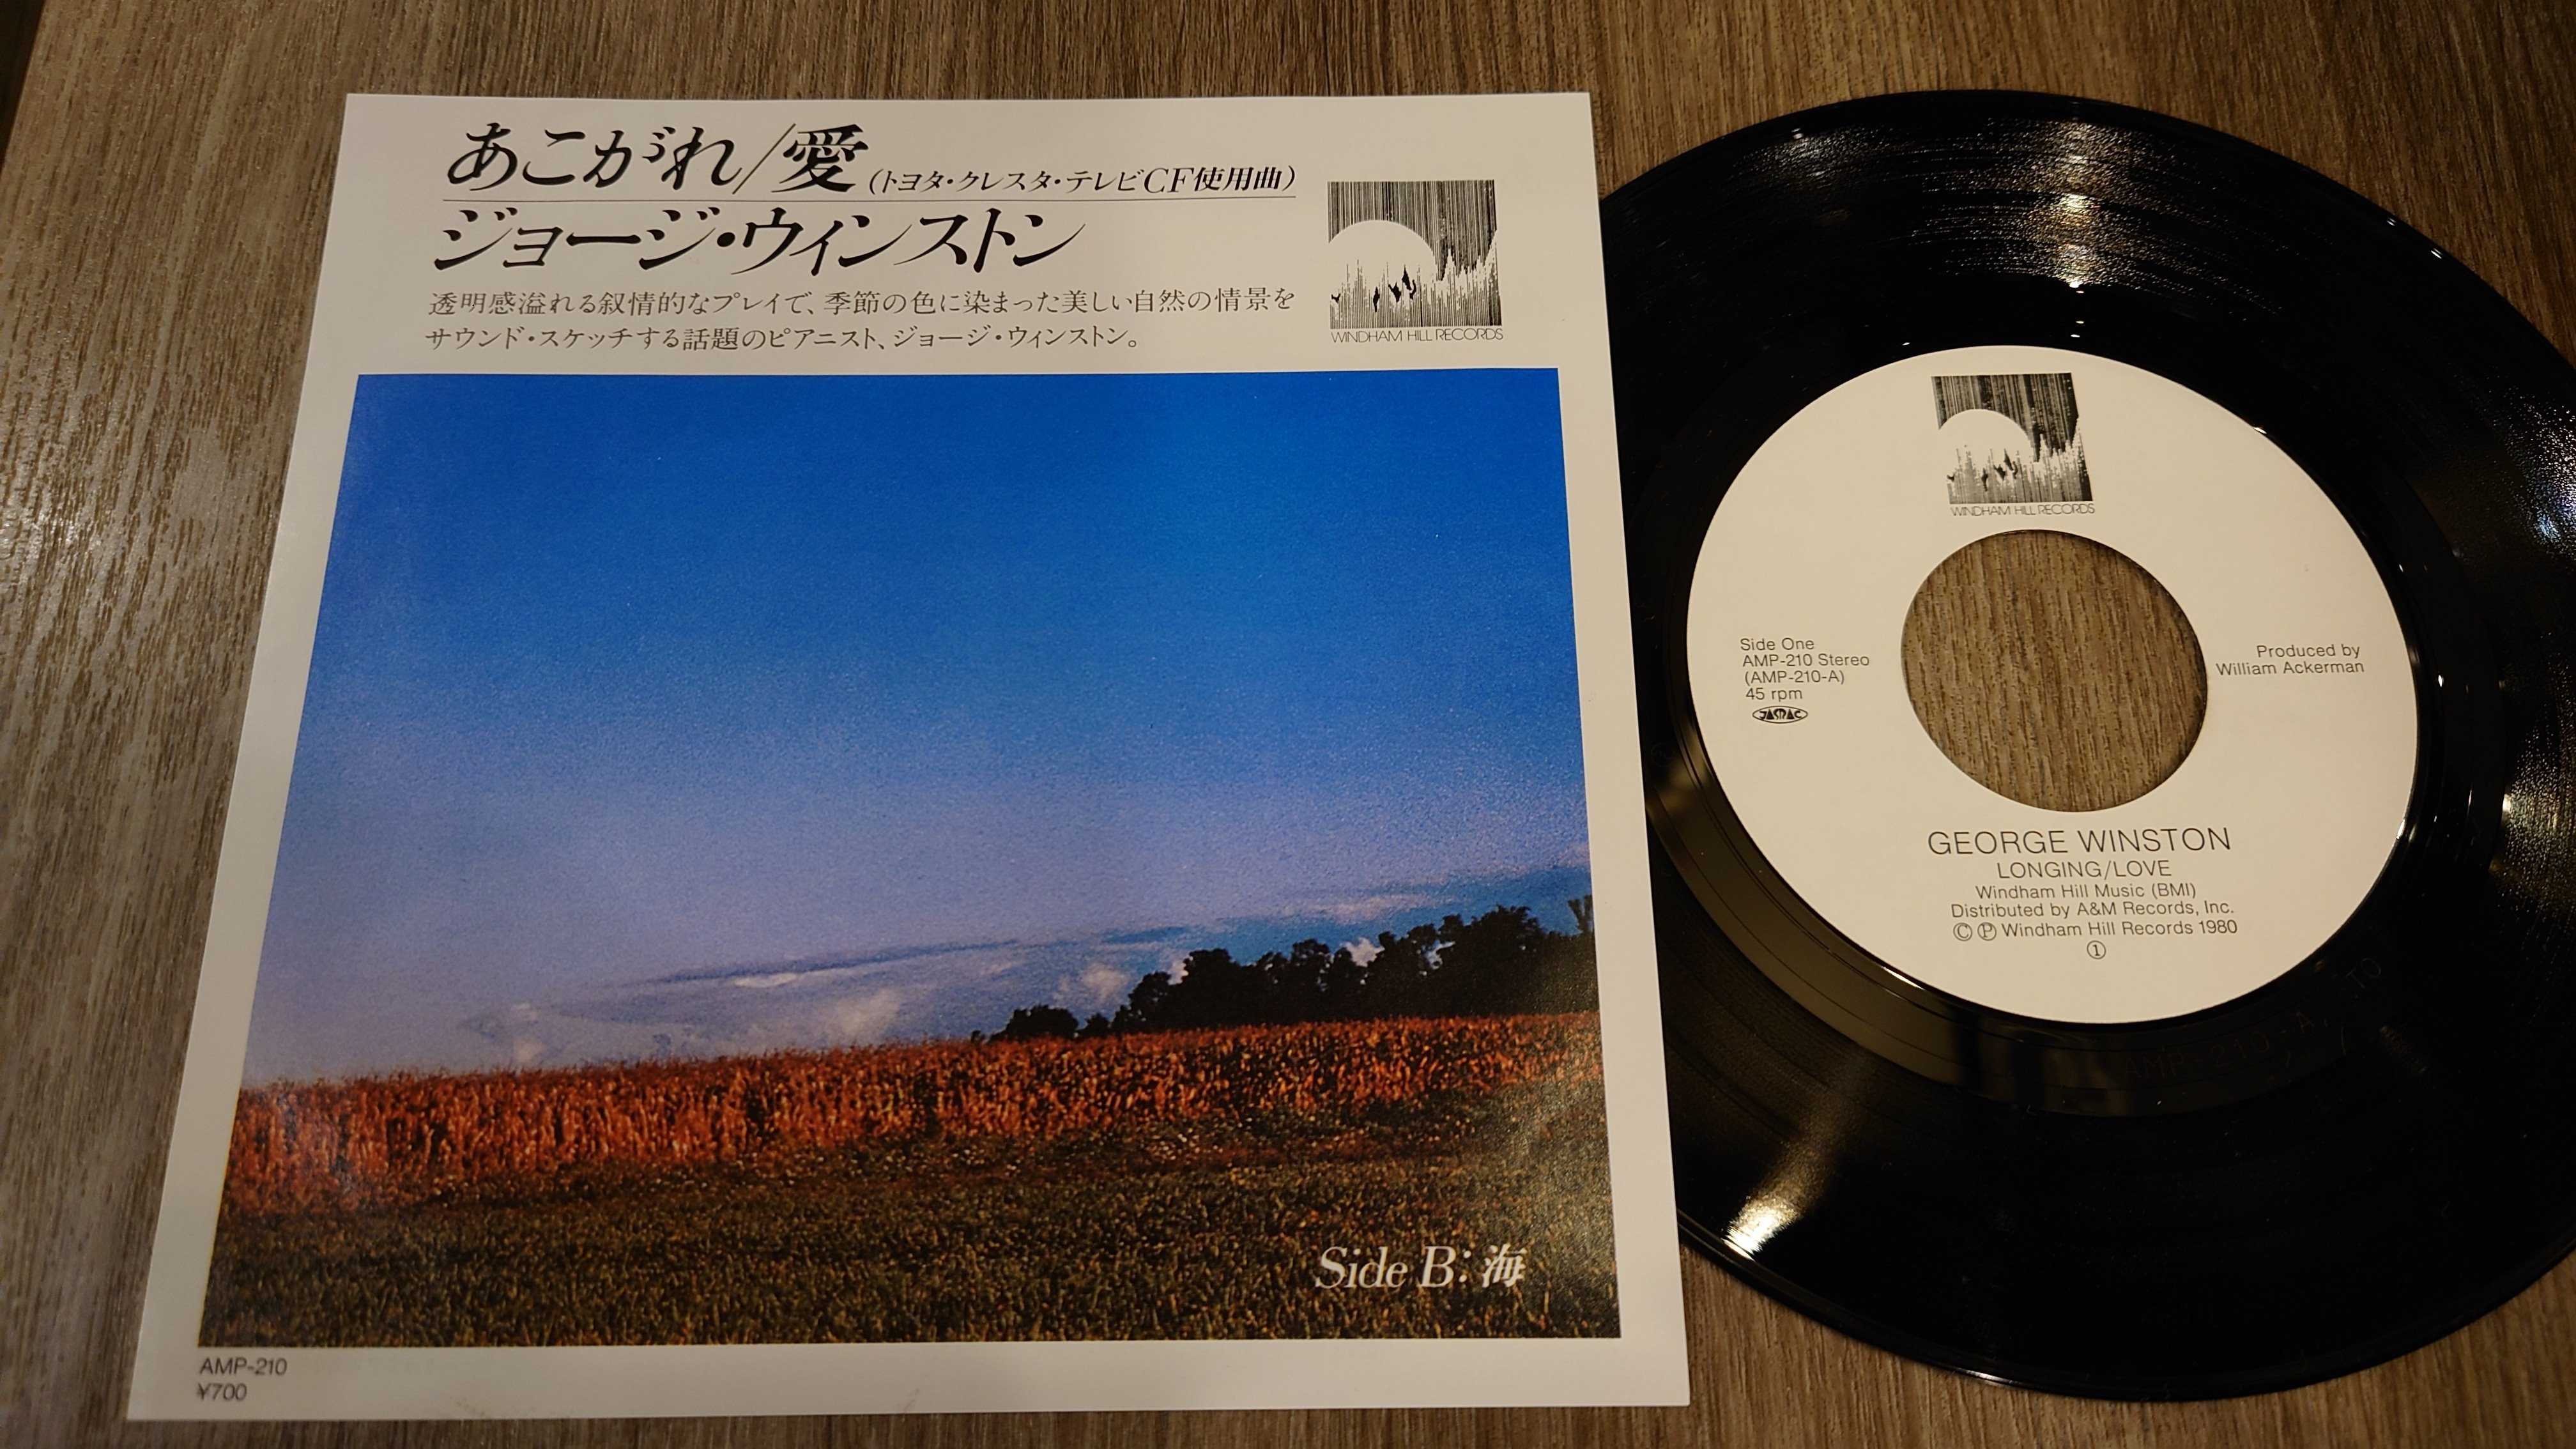 あこがれ/愛(トヨタ・クレスタ・テレビCF使用曲)
ジョージ・ウィンストン
透明感溢れる叙情的なプレイで、季節の色に染まった美しい自然の情景を
サウンド・スケッチする話題のピアニスト、ジョージ・ウィンストン。
WINDHAM HILL RECORDS
Side B: 海
AMP-210
¥700
WINDHAM HILL RECORDS
Side One
AMP-210 Stereo
(AMP-210-A)
45 rpm
JASRAC
Produced by
William Ackerman
GEORGE WINSTON
LONGING/LOVE
Windham Hill Music (BMI)
Distributed by A&M Records, Inc.
Ⓒ Ⓟ Windham Hill Records 1980
①
AMP-210-A